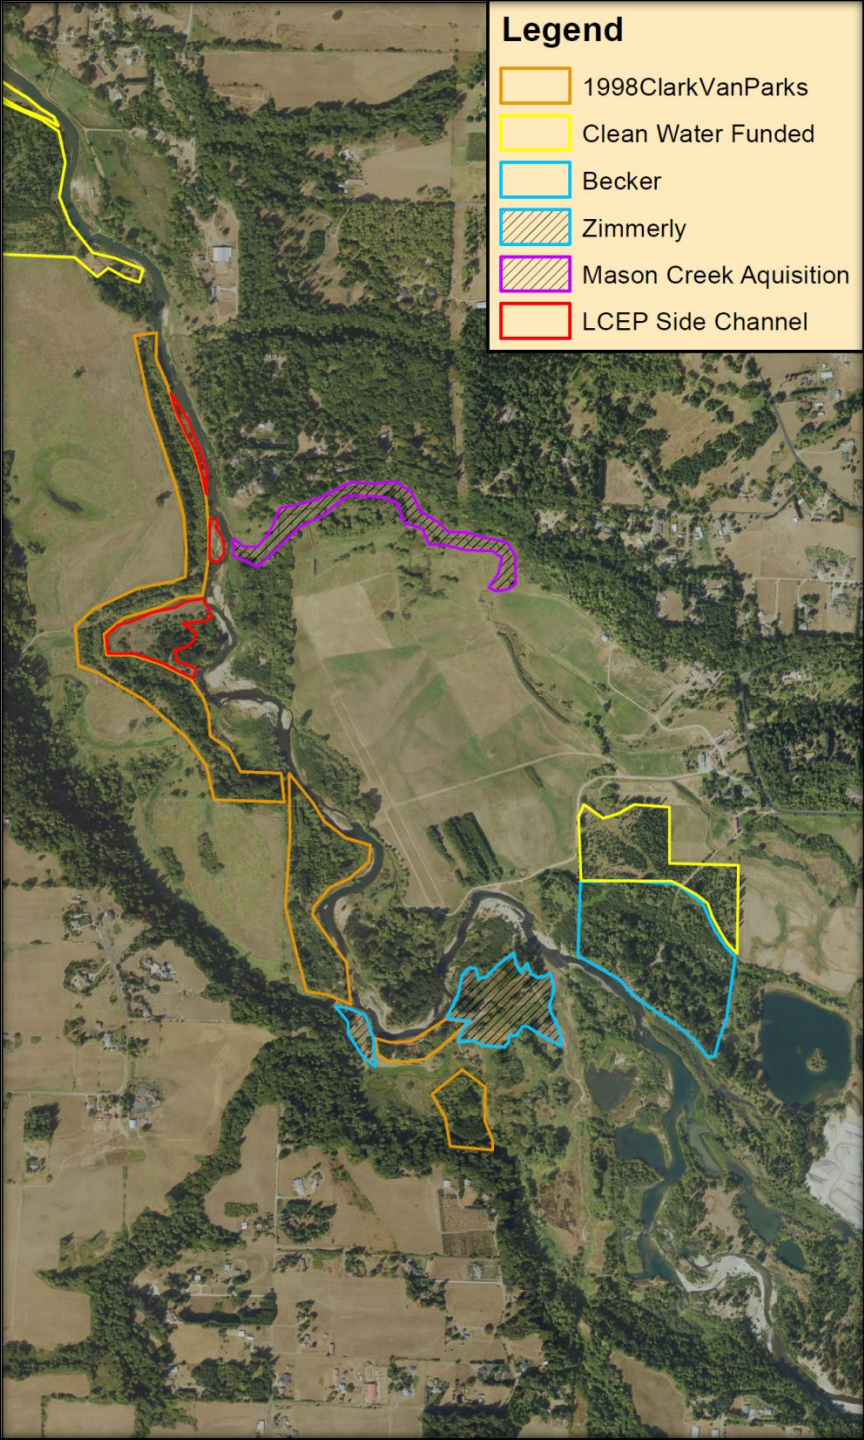 Legend
1998ClarkVanParks
Clean Water Funded
Becker
Zimmerly
Mason Creek Aquisition
LCEP Side Channel